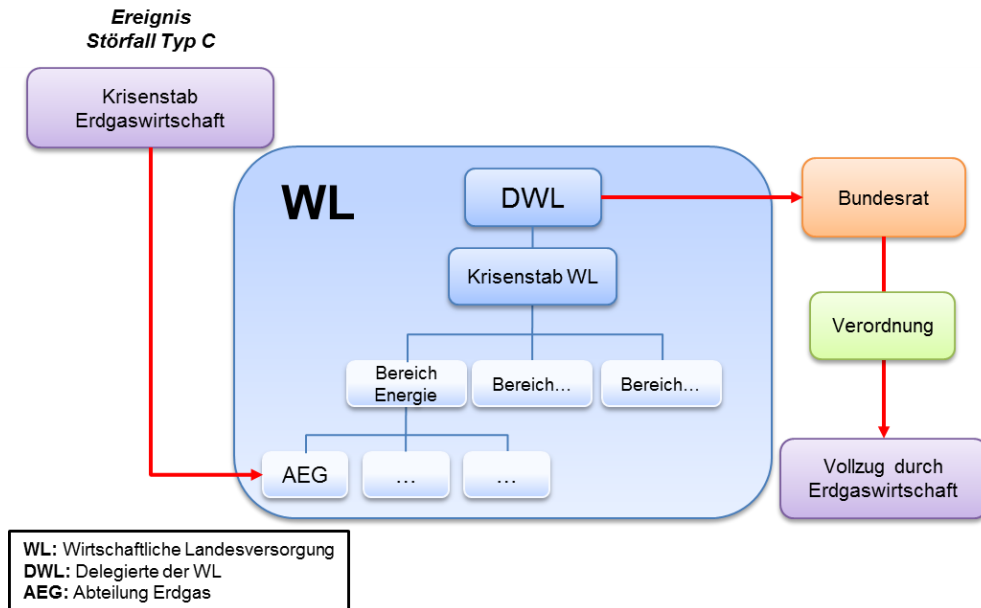 Ereignis
Störfall Typ C
Krisenstab
Erdgaswirtschaft
WL
DWL
Bundesrat
Krisenstab WL
Verordnung
Bereich
Energie
Bereich...
Bereich...
AEG
...
...
Vollzug durch
Erdgaswirtschaft
WL: Wirtschaftliche Landesversorgung
DWL: Delegierte der WL
AEG: Abteilung Erdgas